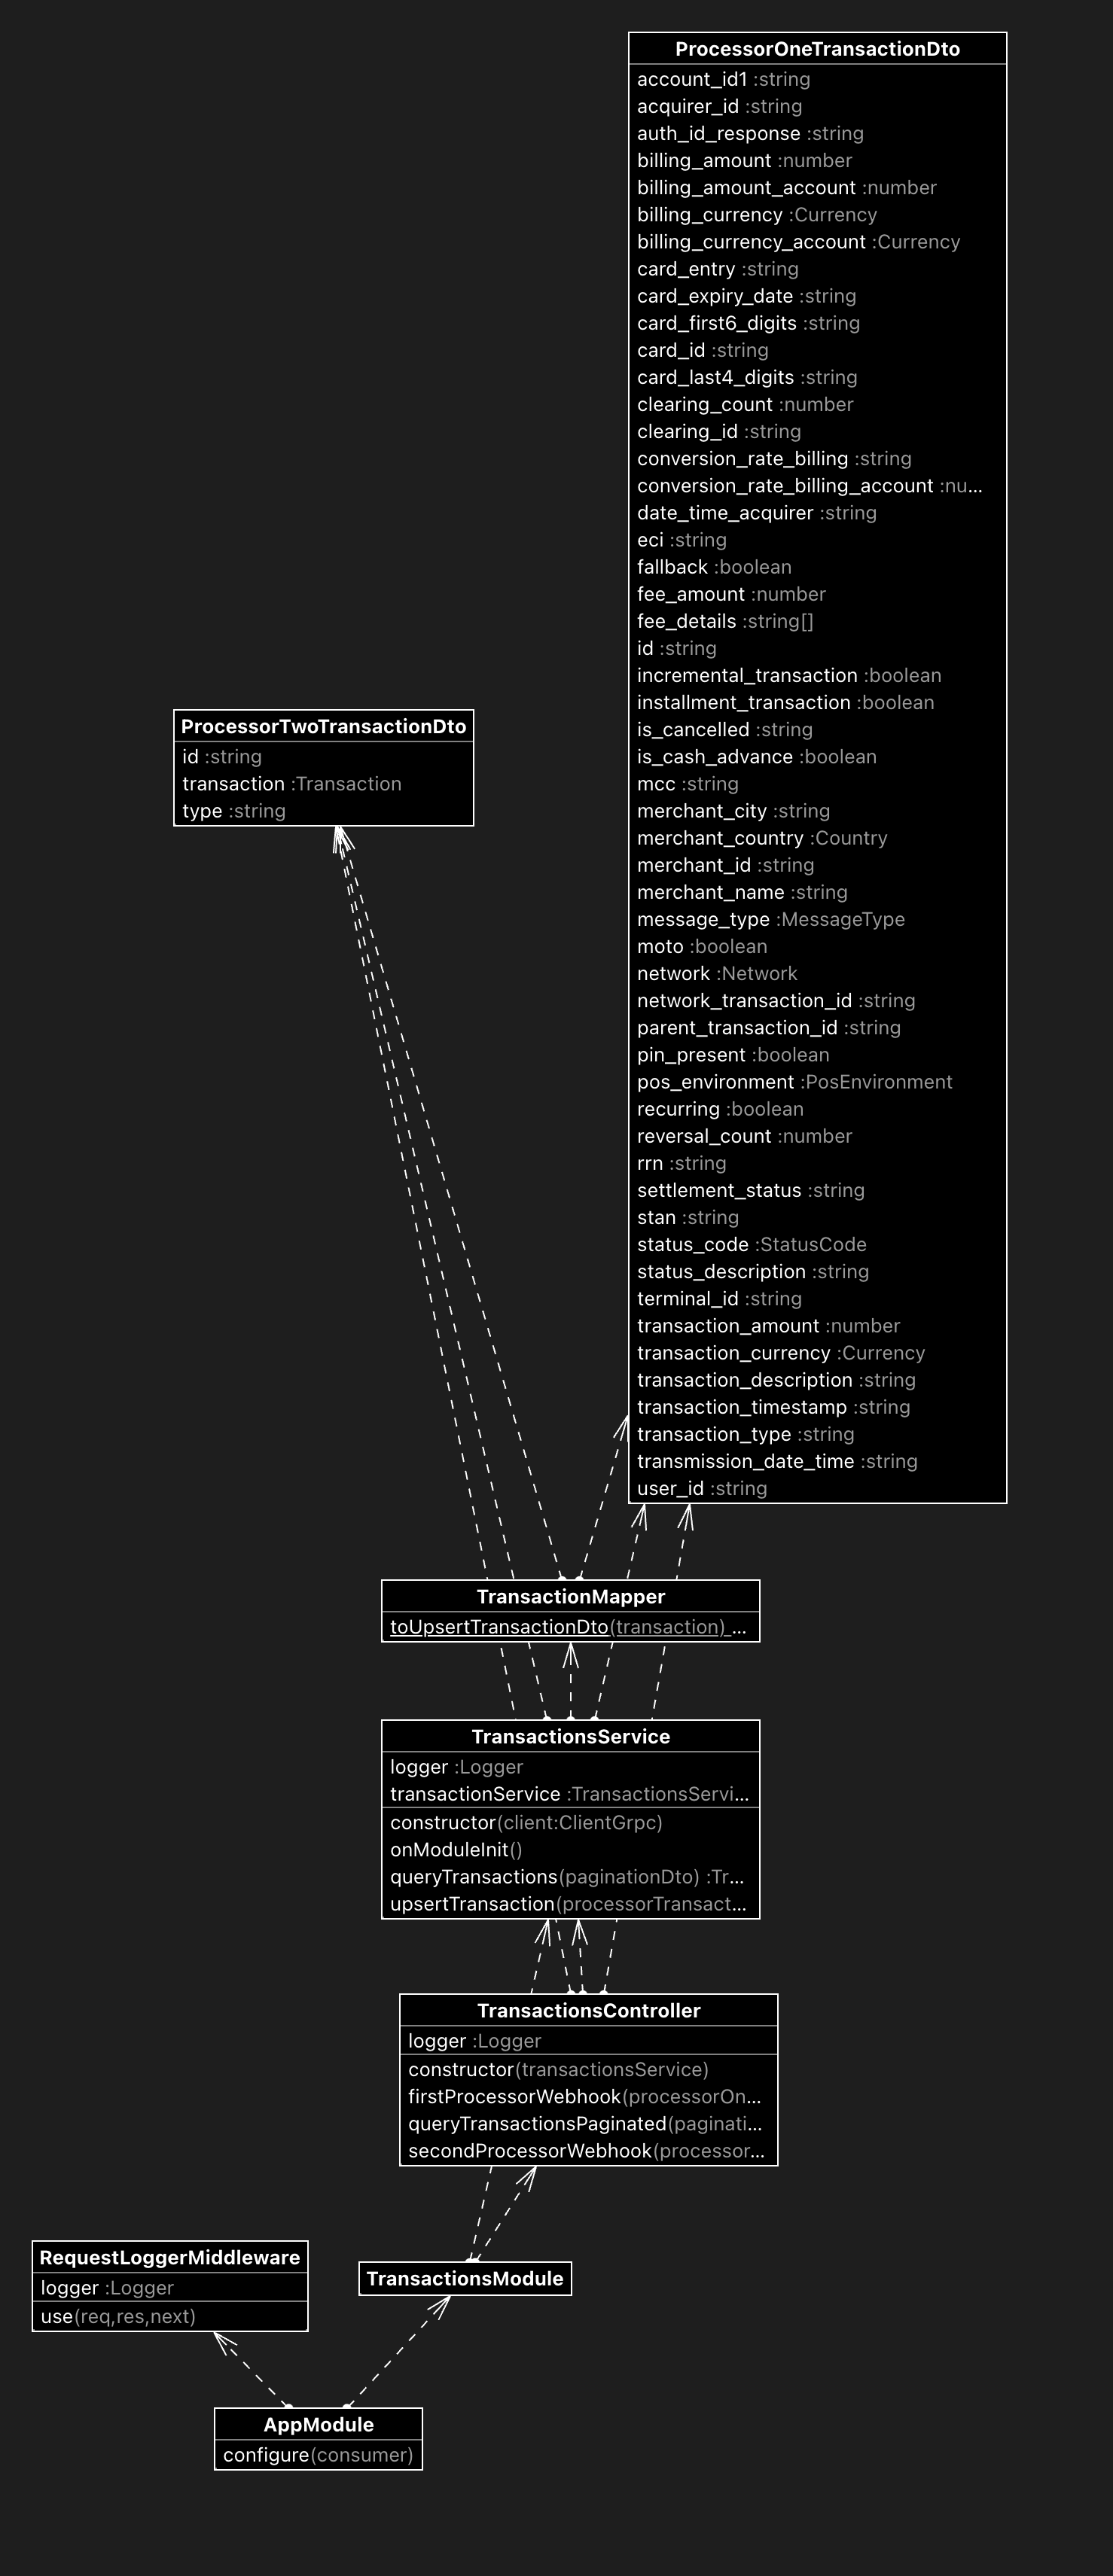 ProcessorOneTransactionDto
account_id1 :string
acquirer_id :string
auth_id_response :string
billing_amount :number
billing_amount_account :number
billing_currency :Currency
billing_currency_account :Currency
card_entry :string
card_expiry_date :string
card_first6_digits :string
card_id :string
card_last4_digits :string
clearing_count :number
clearing_id :string
conversion_rate_billing :string
conversion_rate_billing_account :nu...
date_time_acquirer :string
eci :string
fallback :boolean
fee_amount :number
fee_details :string[]
id :string
incremental_transaction :boolean
installment_transaction :boolean
is_cancelled :string
is_cash_advance :boolean
mcc :string
merchant_city :string
merchant_country :Country
merchant_id :string
merchant_name :string
message_type :MessageType
moto :boolean
network :Network
network_transaction_id :string
parent_transaction_id :string
pin_present :boolean
pos_environment :PosEnvironment
recurring :boolean
reversal_count :number
rrn :string
settlement_status :string
stan :string
status_code :StatusCode
status_description :string
terminal_id :string
transaction_amount :number
transaction_currency :Currency
transaction_description :string
transaction_timestamp :string
transaction_type :string
transmission_date_time :string
user_id :string
ProcessorTwoTransactionDto
id :string
transaction :Transaction
type :string
TransactionMapper
toUpsertTransactionDto(transaction) ...
TransactionsService
logger :Logger
transactionService :TransactionsServi...
constructor(client:ClientGrpc)
onModuleInit()
queryTransactions(paginationDto) :Tr...
upsertTransaction(processorTransact...
TransactionsController
logger :Logger
constructor(transactionsService)
firstProcessorWebhook(processorOn...
queryTransactionsPaginated(paginati...
secondProcessorWebhook(processor...
RequestLoggerMiddleware
logger :Logger
use(req,res,next)
TransactionsModule
AppModule
configure(consumer)